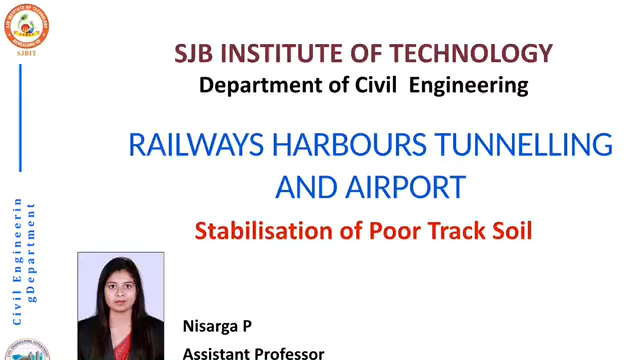 SJBIT
SJB INSTITUTE OF TECHNOLOGY
Department of Civil Engineering
RAILWAYS HARBOURS TUNNELLING
AND AIRPORT
Stabilisation of Poor Track Soil
Civil Engineerin
gDepartment
Nisarga P
Assistant Professor